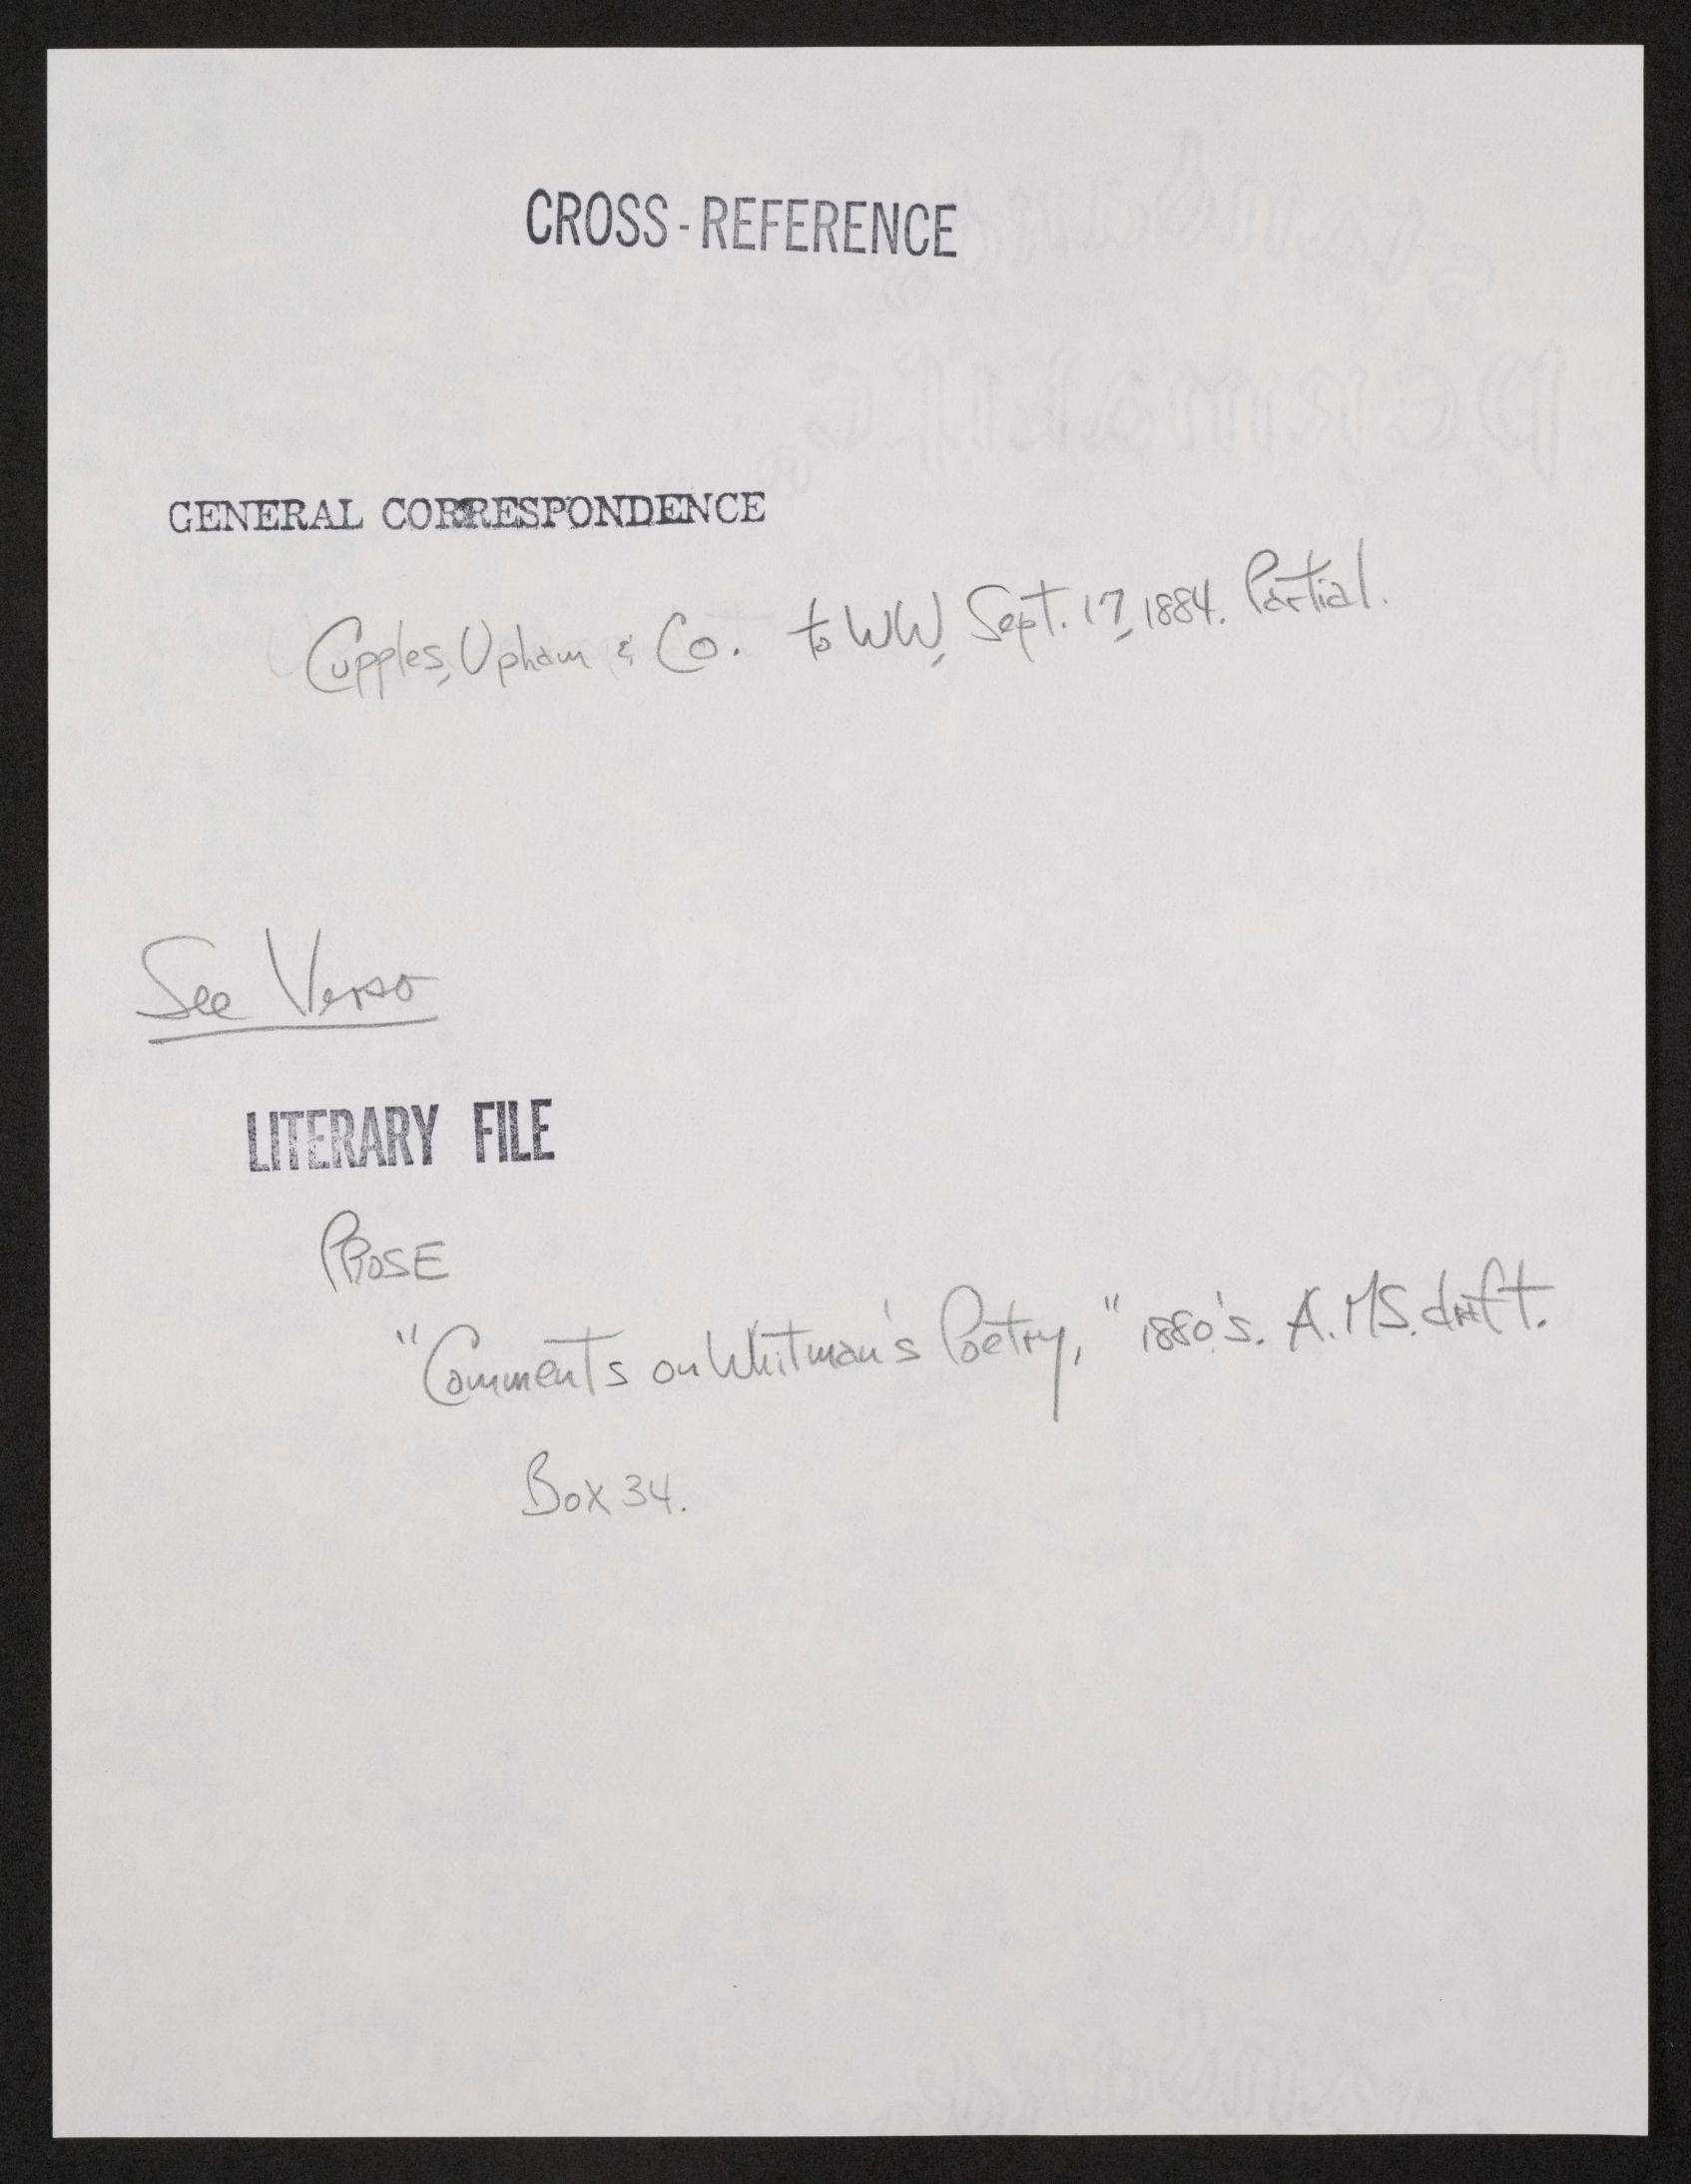 CROSS-REFERENCE
GENERAL CORRESPONDENCE
Cupples, Upham & Co. to WW, Sept. 17, 1884. Partial.
See Verso
LITERARY FILE
PROSE
"Comments on Whitman's Poetry," 1880's. A.MS. draft.
Box 34.